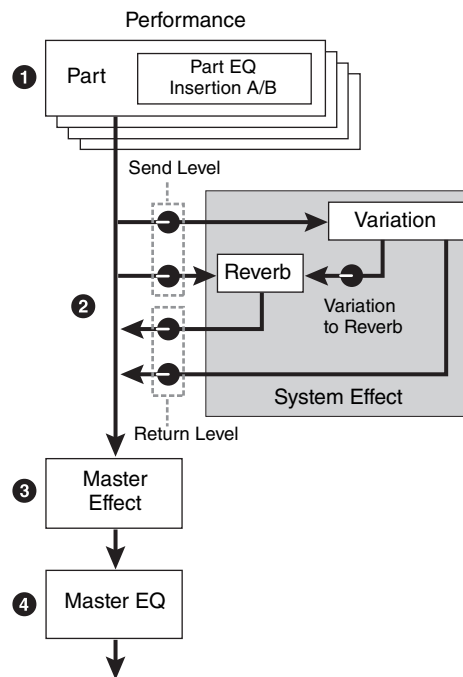 Performance
1
Part
Part EQ
Insertion A/B
Send Level
Variation
Reverb
2
Variation
to Reverb
System Effect
Return Level
3
Master
Effect
4
Master EQ